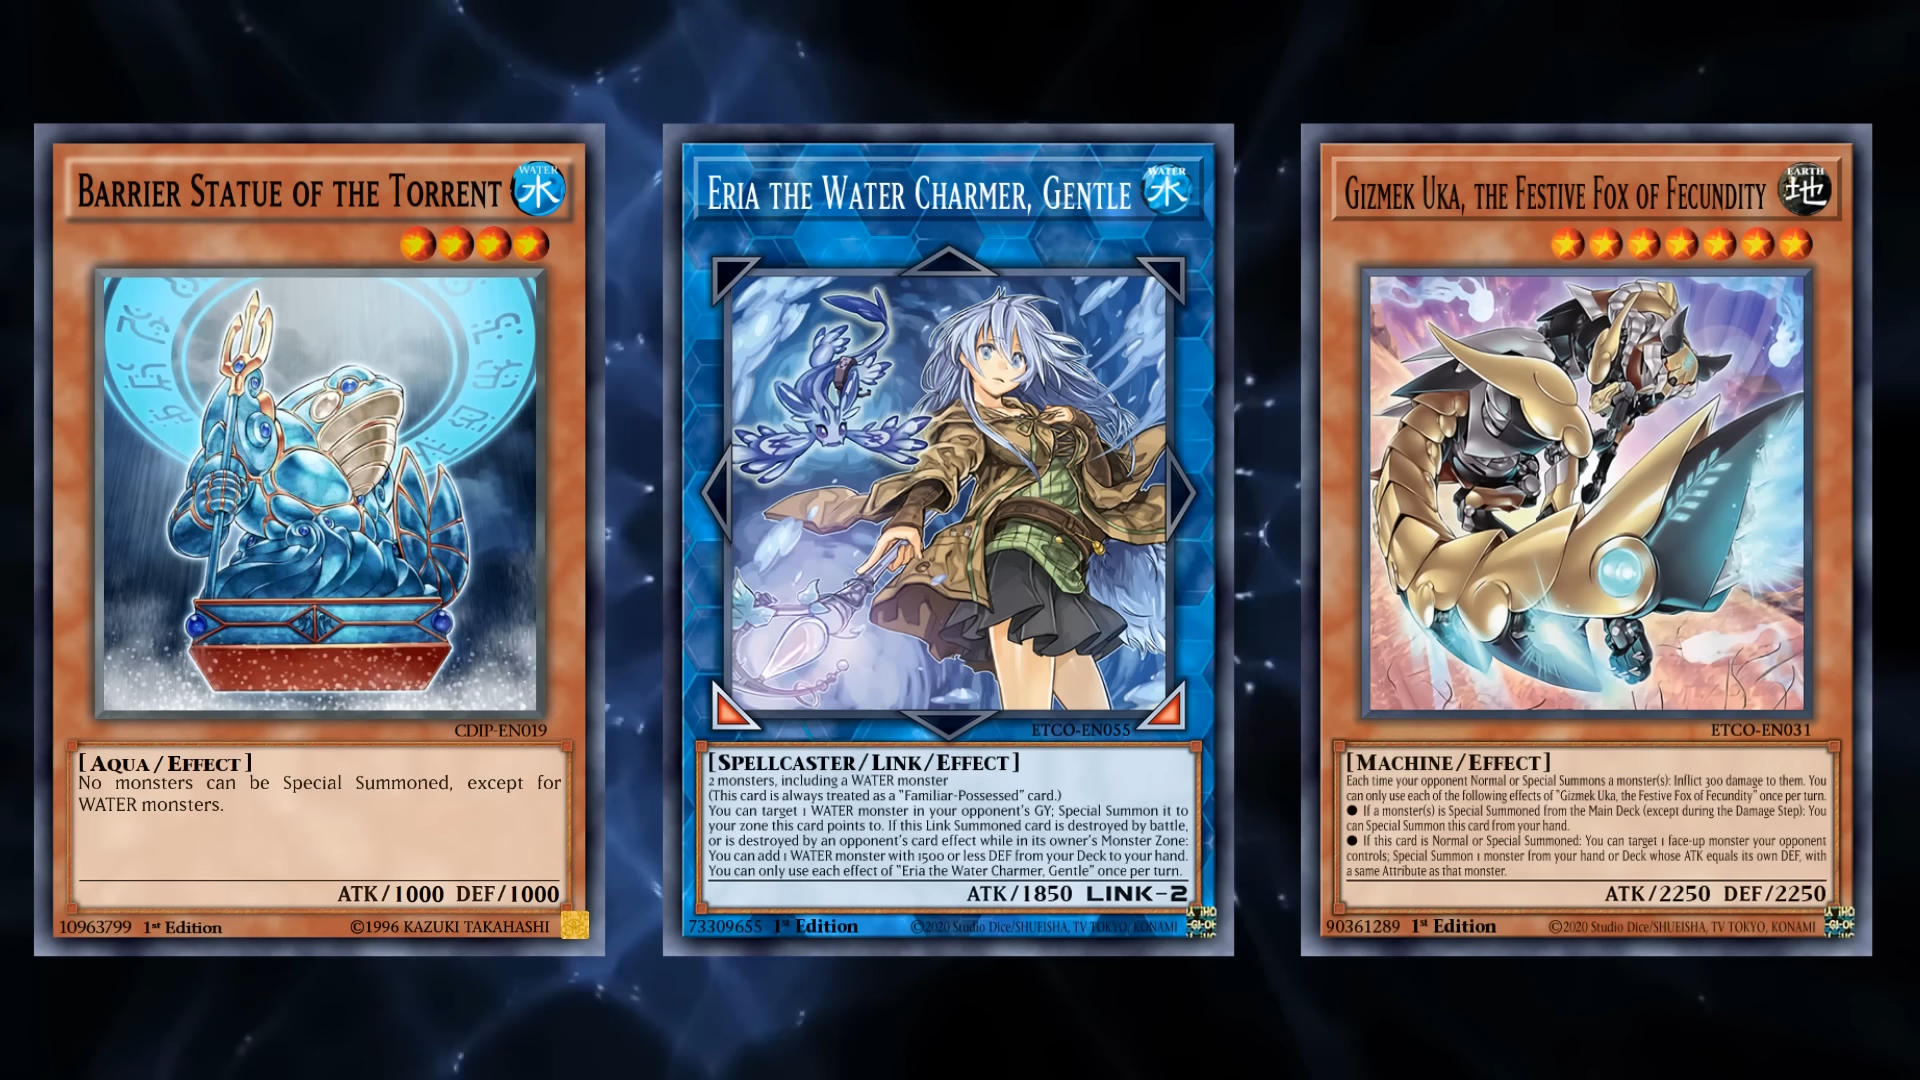 BARRIER STATUE OF THE TORRENT
WATER
水
CDIP-EN019
[AQUA/EFFECT]
No monsters can be Special Summoned, except for
WATER monsters.
ATK/1000 DEF/1000
10963799 1st Edition ©1996 KAZUKI TAKAHASHI
ERIA THE WATER CHARMER, GENTLE
WATER
水
ETCO-EN055
[SPELLCASTER/LINK/EFFECT]
2 monsters, including a WATER monster
(This card is always treated as a "Familiar-Possessed" card.)
You can target 1 WATER monster in your opponent's GY; Special Summon it to
your zone this card points to. If this Link Summoned card is destroyed by battle,
or is destroyed by an opponent's card effect while in its owner's Monster Zone:
You can add 1 WATER monster with 1500 or less DEF from your Deck to your hand.
You can only use each effect of "Eria the Water Charmer, Gentle" once per turn.
ATK/1850 LINK-2
73309655 1st Edition ©2020 Studio Dice/SHUEISHA, TV TOKYO, KONAMI
GIZMEK UKA, THE FESTIVE FOX OF FECUNDITY
EARTH
地
ETCO-EN031
[MACHINE/EFFECT]
Each time your opponent Normal or Special Summons a monster(s): Inflict 300 damage to them. You
can only use each of the following effects of "Gizmek Uka, the Festive Fox of Fecundity" once per turn.
● If a monster(s) is Special Summoned from the Main Deck (except during the Damage Step): You
can Special Summon this card from your hand.
● If this card is Normal or Special Summoned: You can target 1 face-up monster your opponent
controls; Special Summon 1 monster from your hand or Deck whose ATK equals its own DEF, with
a same Attribute as that monster.
ATK/2250 DEF/2250
90361289 1st Edition ©2020 Studio Dice/SHUEISHA, TV TOKYO, KONAMI